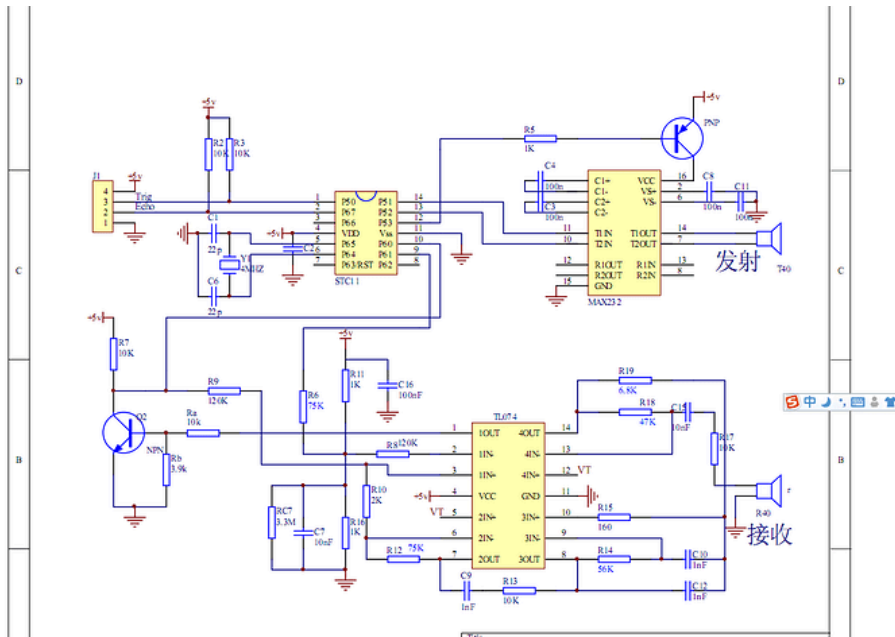 D
D
+5v
PNP
+5v
R2
10K
R3
10K
R5
1K
C4
100n
C3
100n
C1+
C1-
C2+
C2-
VCC
VS+
VS-
16
2
6
C8
100n
C11
J1
+5v
4
3
2
1
Trig
Echo
1
2
3
4
5
6
7
P50
P67
P66
VDD
P65
P64
P63/RST
P51
P52
P53
Vss
P60
P61
P62
14
13
12
11
10
9
8
STC11
+5v
C1
22p
C2
Y1
4MHZ
C6
22p
11
10
T1IN
T2IN
T1OUT
T2OUT
14
7
12
9
15
R1OUT
R2OUT
GND
R1IN
R2IN
13
8
MAX232
发射
T40
C
C
+5v
R7
10K
+5v
R11
1K
C16
100nF
R9
120K
R6
75K
R19
6.8K
R18
47K
C15
10nF
R17
10K
中
Q2
NPN
Ra
10k
Rb
3.9k
R8
120K
TL074
1
2
3
4
5
6
7
1OUT
1IN-
1IN+
VCC
2IN+
2IN-
2OUT
4OUT
4IN-
4IN+
GND
3IN+
3IN-
3OUT
14
13
12
11
10
9
8
VT
VT
+5v
B
B
R10
2K
RC7
3.3M
C7
10nF
R16
1K
R12
75K
C9
1nF
R13
10K
R15
160
R14
56K
C10
1nF
C12
1nF
r
R40
接收